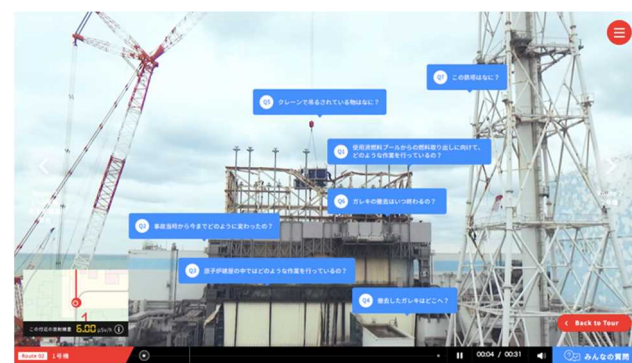 Q7 この鉄塔はなに？
Q5 クレーンで吊るされている物はなに？
Q1 使用済燃料プールからの燃料取り出しに向けて、
どのような作業を行っているの？
Q6 ガレキの撤去はいつ終わるの？
Q2 事故当時から今までどのように変わったの？
Q3 原子炉建屋の中ではどのような作業を行っているの？
Q4 撤去したガレキはどこへ？
1
この付近の放射線量 6.00 μSv/h
Back to Tour
Route 02 1号機
00:04 / 00:31
みんなの質問